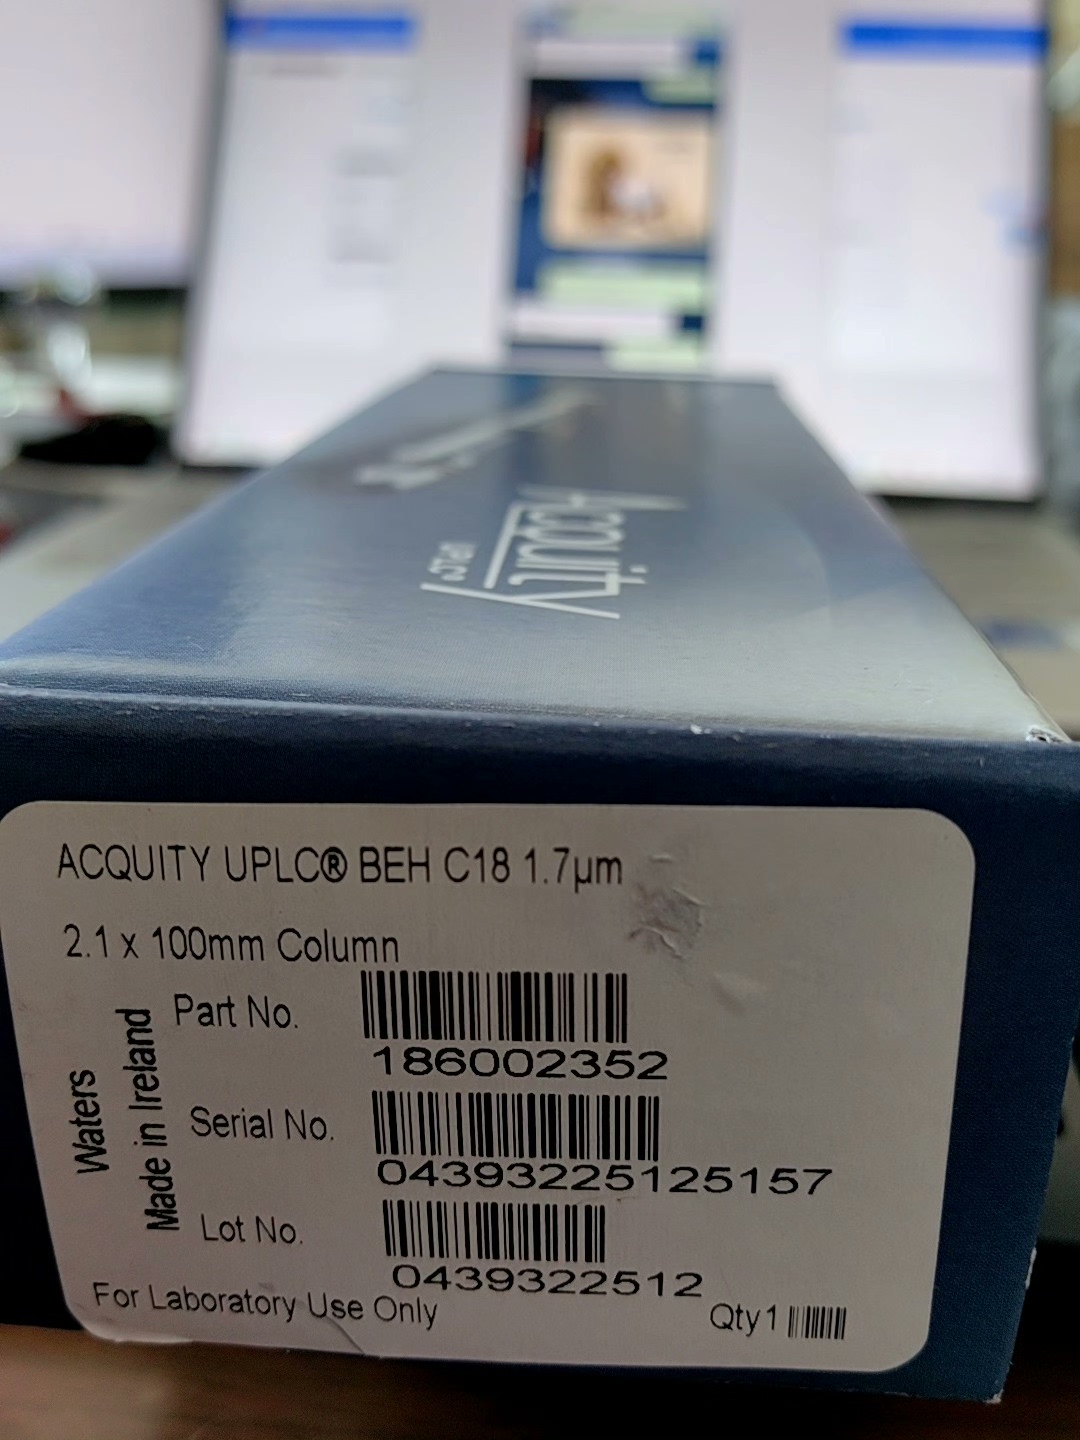 Acquity
UPLC®
ACQUITY UPLC® BEH C18 1.7µm
2.1 x 100mm Column
Waters
Made in Ireland
Part No.
186002352
Serial No.
04393225125157
Lot No.
0439322512
For Laboratory Use Only
Qty 1